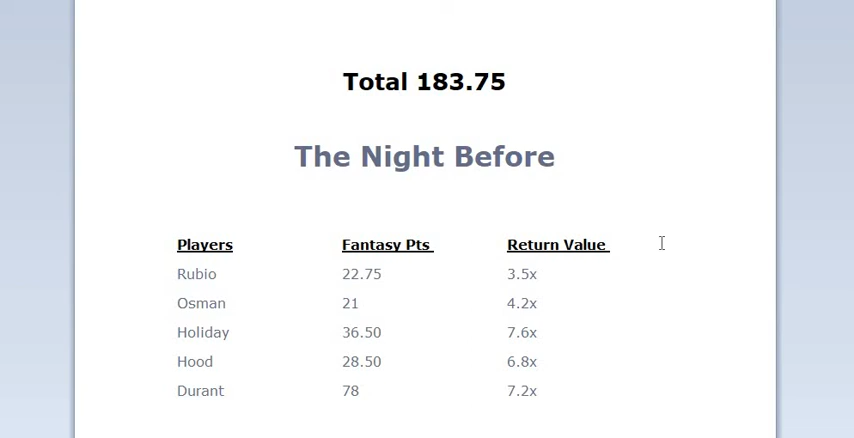 Total 183.75
The Night Before
Players Fantasy Pts Return Value
Rubio 22.75 3.5x
Osman 21 4.2x
Holiday 36.50 7.6x
Hood 28.50 6.8x
Durant 78 7.2x